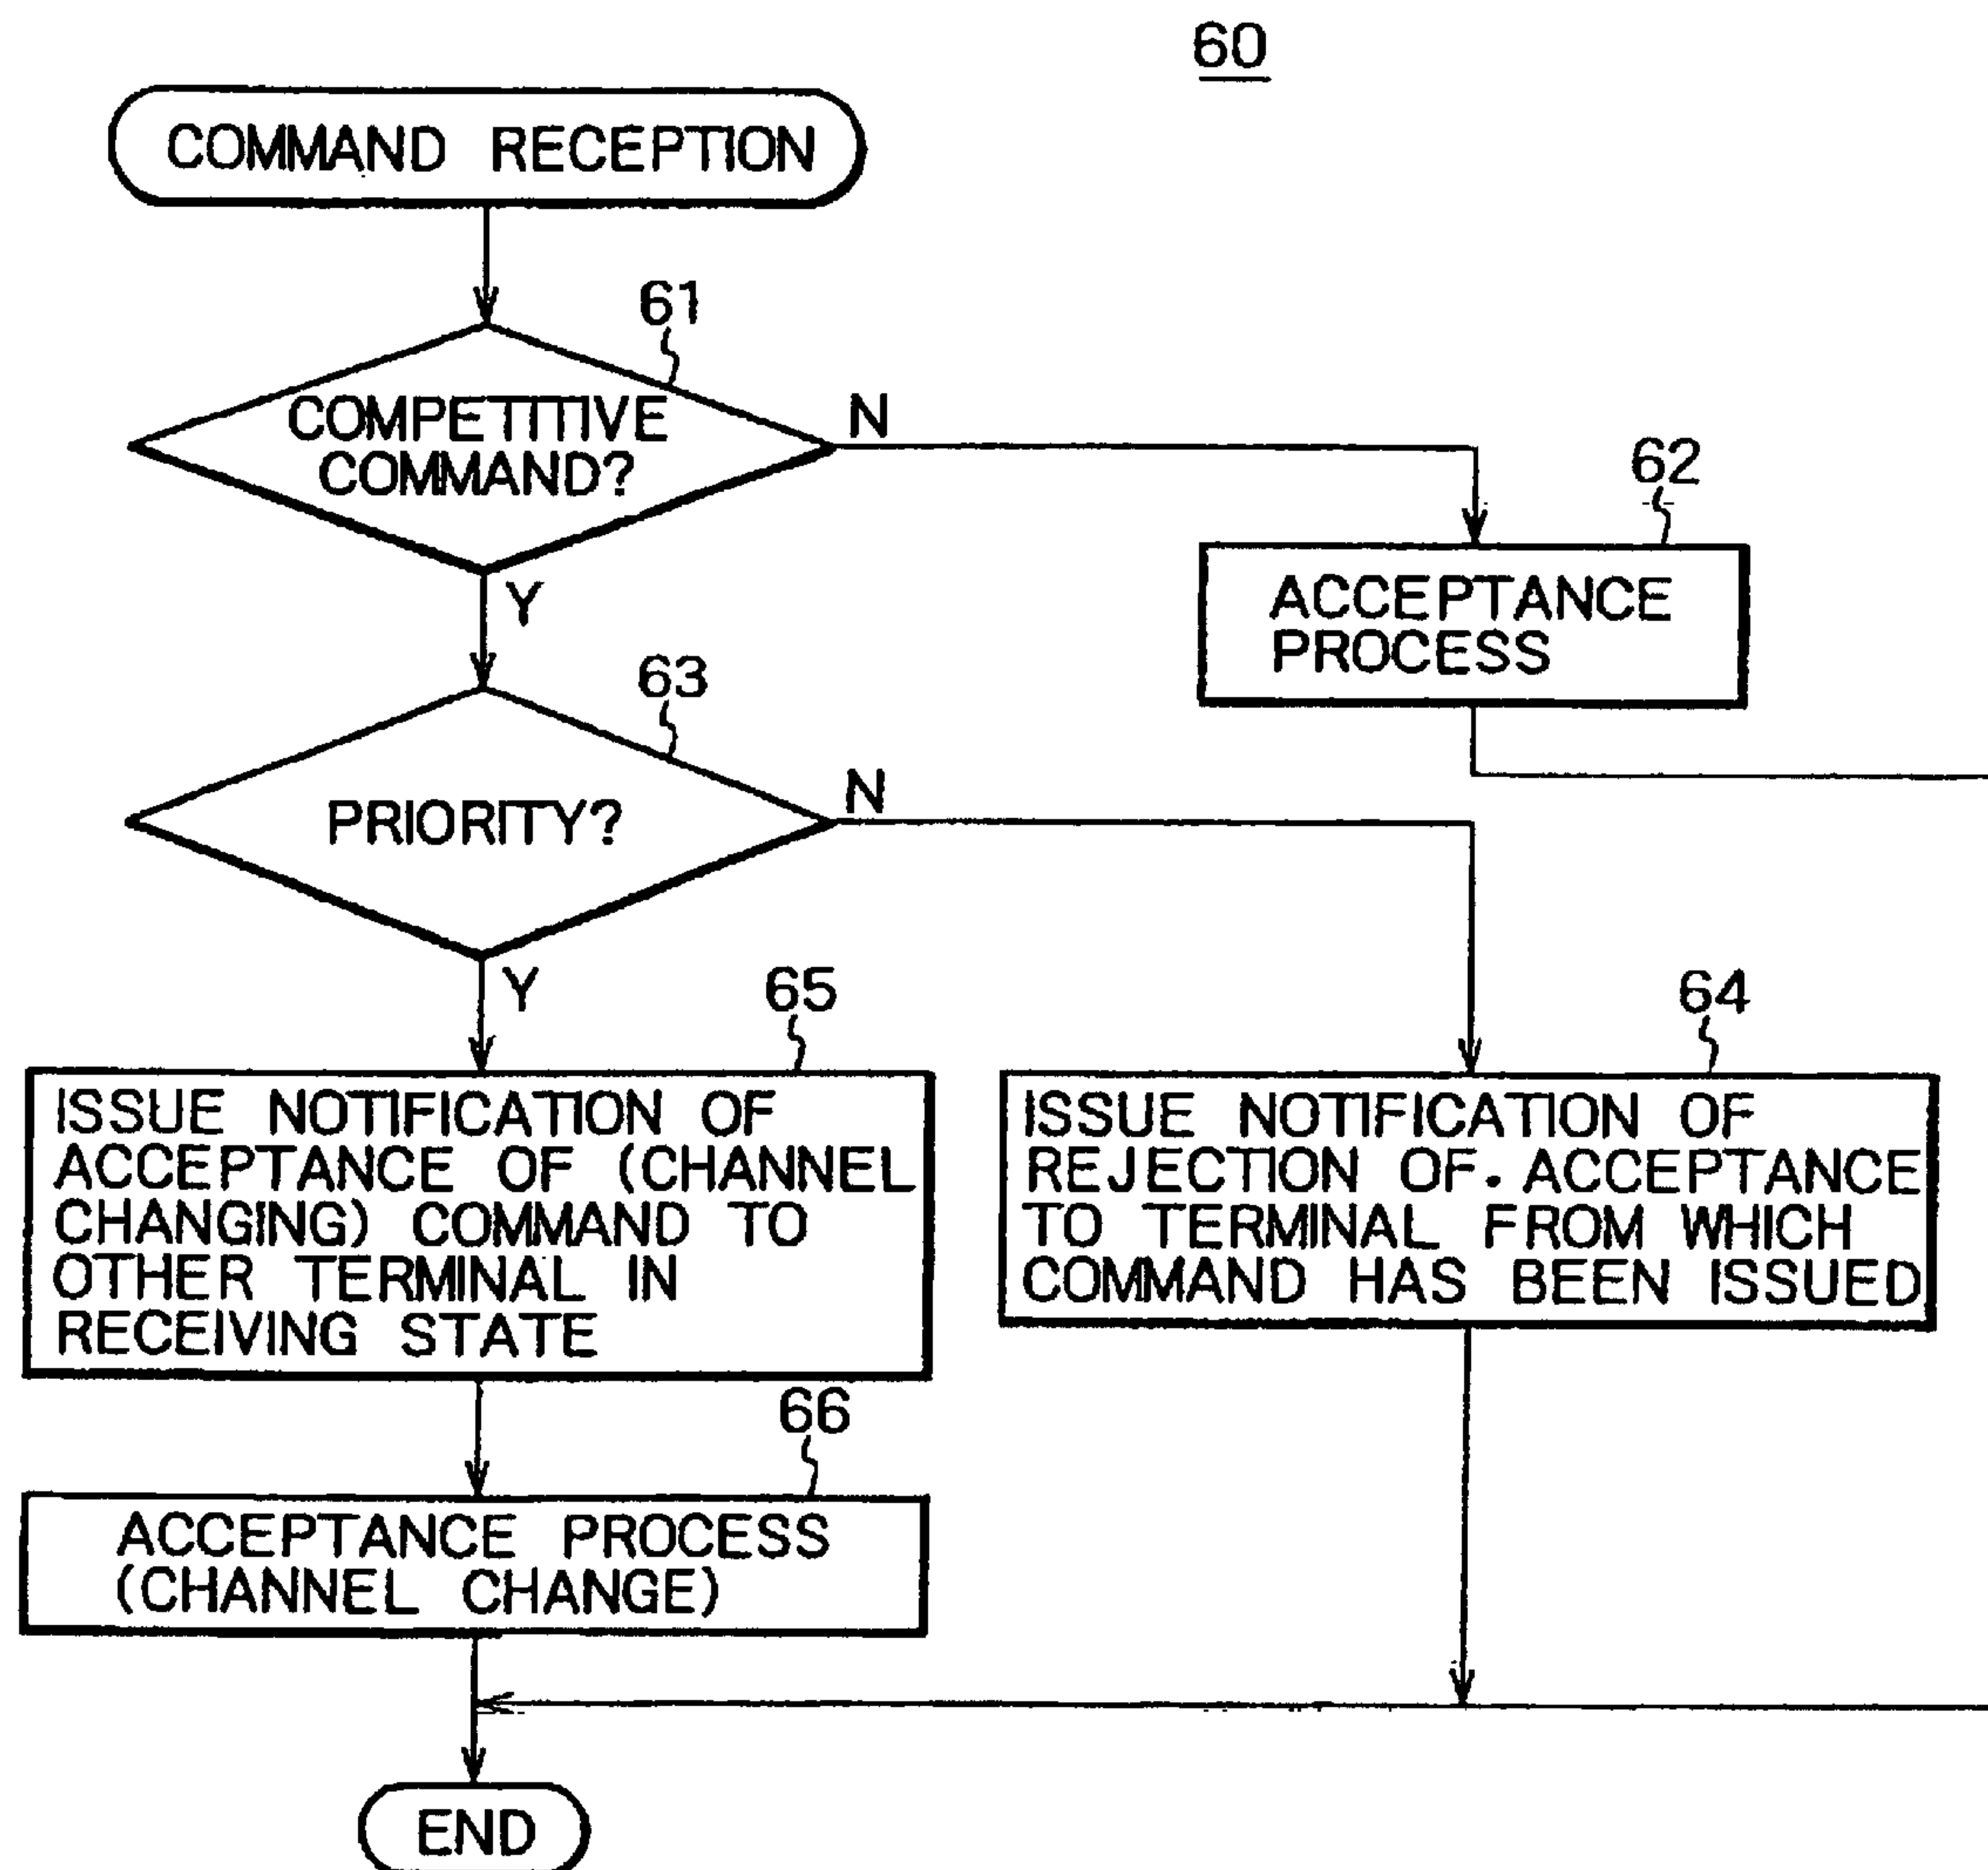 60
COMMAND RECEPTION
61
COMPETITIVE
COMMAND?
N
62
ACCEPTANCE
PROCESS
Y
63
PRIORITY?
N
Y
65
ISSUE NOTIFICATION OF
ACCEPTANCE OF (CHANNEL
CHANGING) COMMAND TO
OTHER TERMINAL IN
RECEIVING STATE
64
ISSUE NOTIFICATION OF
REJECTION OF ACCEPTANCE
TO TERMINAL FROM WHICH
COMMAND HAS BEEN ISSUED
66
ACCEPTANCE PROCESS
(CHANNEL CHANGE)
END